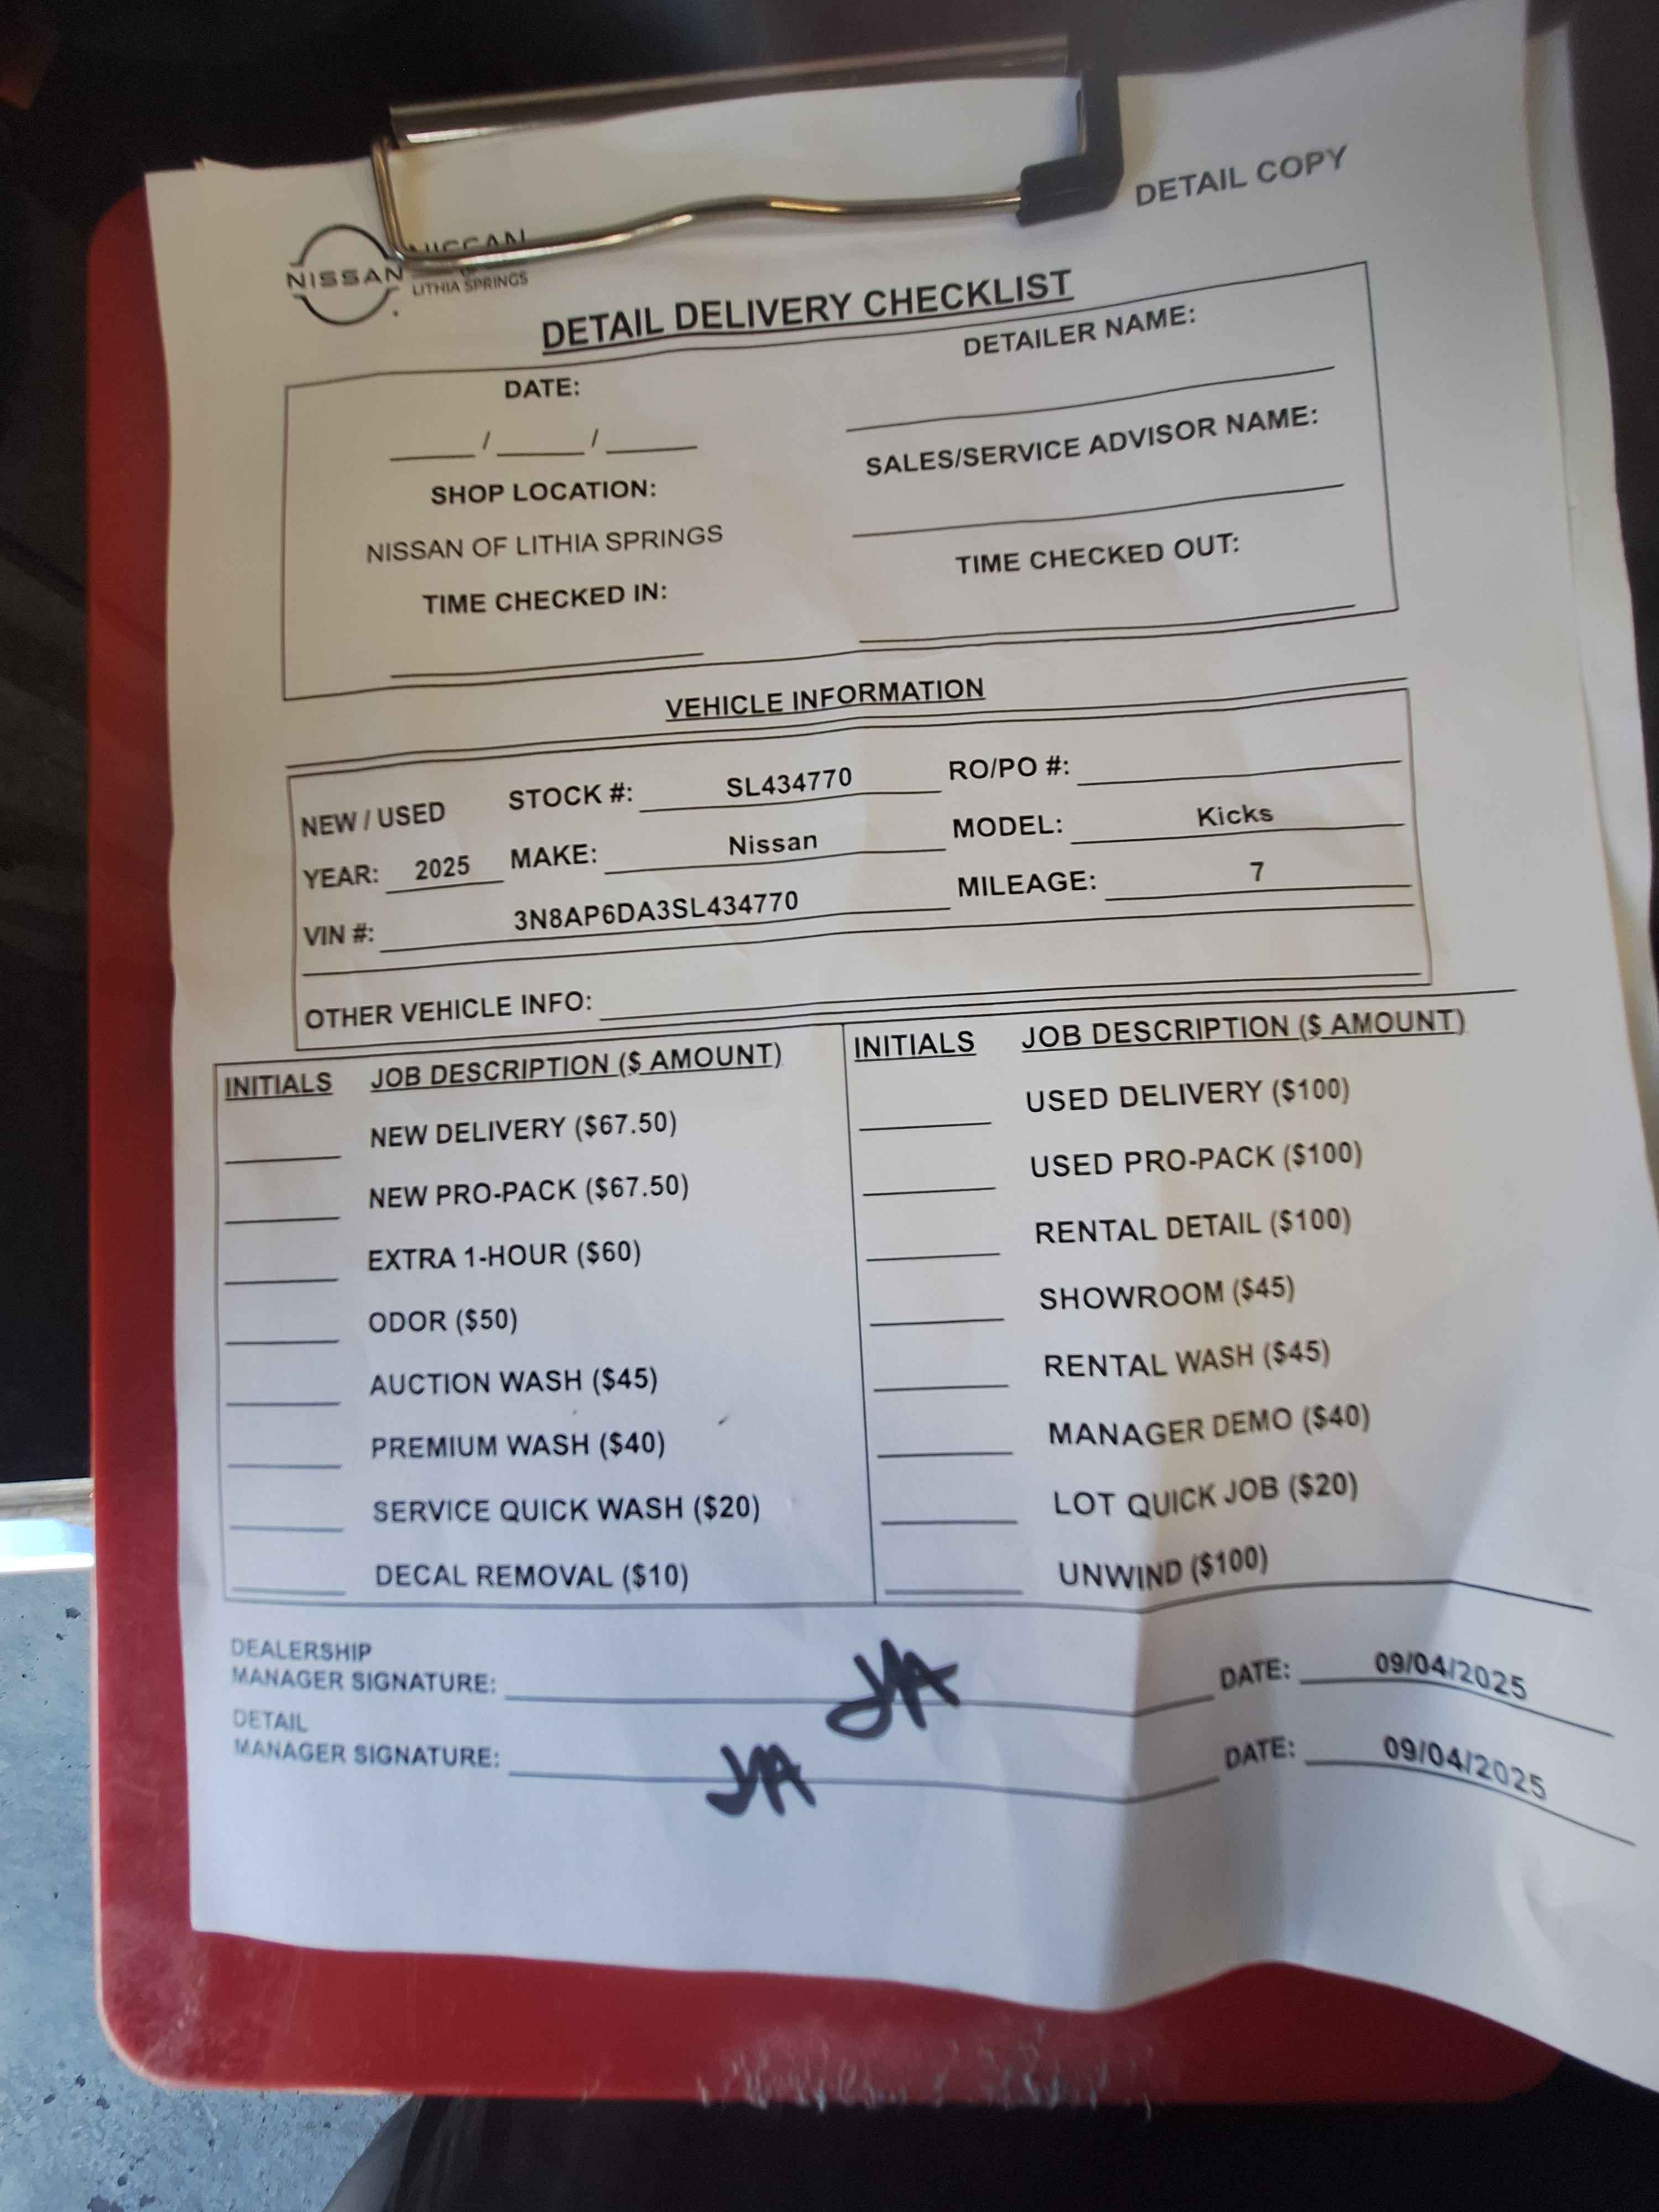 DETAIL COPY
NISSAN
NISSAN
OF
LITHIA SPRINGS
DETAIL DELIVERY CHECKLIST
DATE:
DETAILER NAME:
/ /
SHOP LOCATION:
SALES/SERVICE ADVISOR NAME:
NISSAN OF LITHIA SPRINGS
TIME CHECKED IN:
TIME CHECKED OUT:
VEHICLE INFORMATION
NEW / USED STOCK #: SL434770 RO/PO #:
YEAR: 2025 MAKE: Nissan MODEL: Kicks
VIN #: 3N8AP6DA3SL434770 MILEAGE: 7
OTHER VEHICLE INFO:
INITIALS JOB DESCRIPTION ($ AMOUNT)
NEW DELIVERY ($67.50)
NEW PRO-PACK ($67.50)
EXTRA 1-HOUR ($60)
ODOR ($50)
AUCTION WASH ($45)
PREMIUM WASH ($40)
SERVICE QUICK WASH ($20)
DECAL REMOVAL ($10)
INITIALS JOB DESCRIPTION ($ AMOUNT)
USED DELIVERY ($100)
USED PRO-PACK ($100)
RENTAL DETAIL ($100)
SHOWROOM ($45)
RENTAL WASH ($45)
MANAGER DEMO ($40)
LOT QUICK JOB ($20)
UNWIND ($100)
DEALERSHIP
MANAGER SIGNATURE: DATE: 09/04/2025
DETAIL
MANAGER SIGNATURE: DATE: 09/04/2025